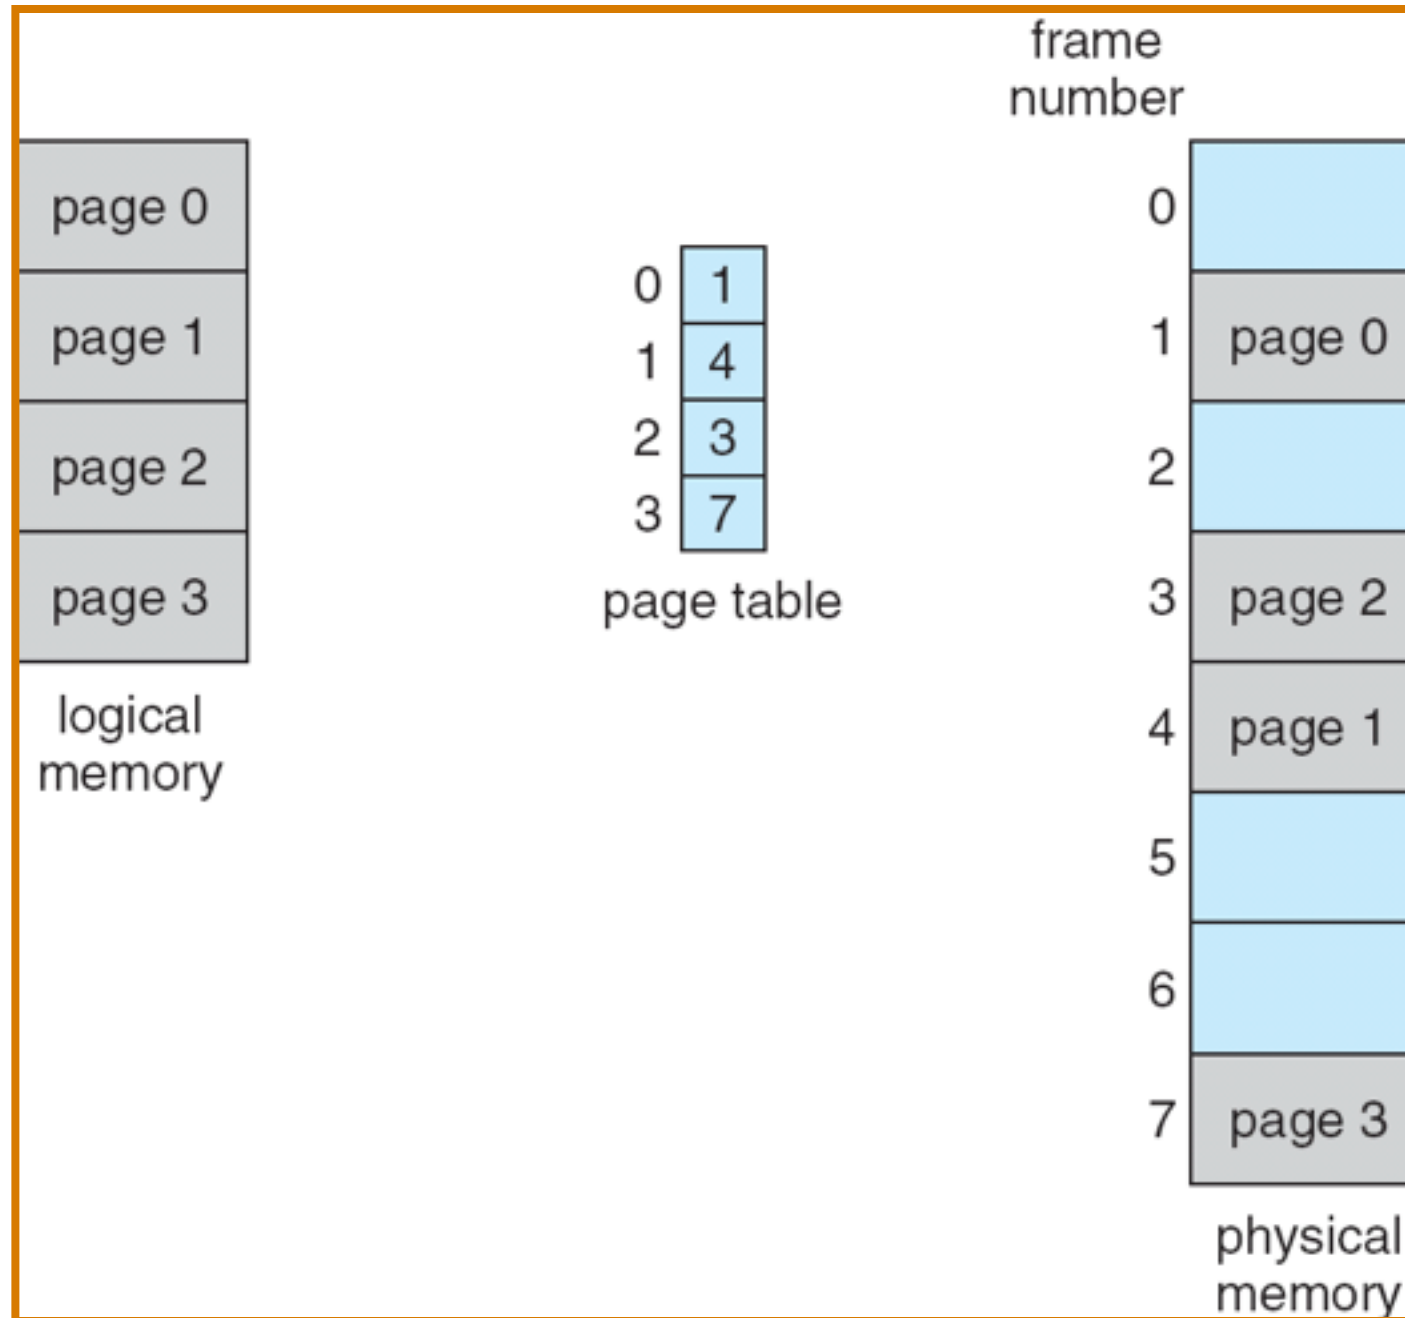 page 0
page 1
page 2
page 3
logical
memory
0 1
1 4
2 3
3 7
page table
frame
number
0
1 page 0
2
3 page 2
4 page 1
5
6
7 page 3
physical
memory